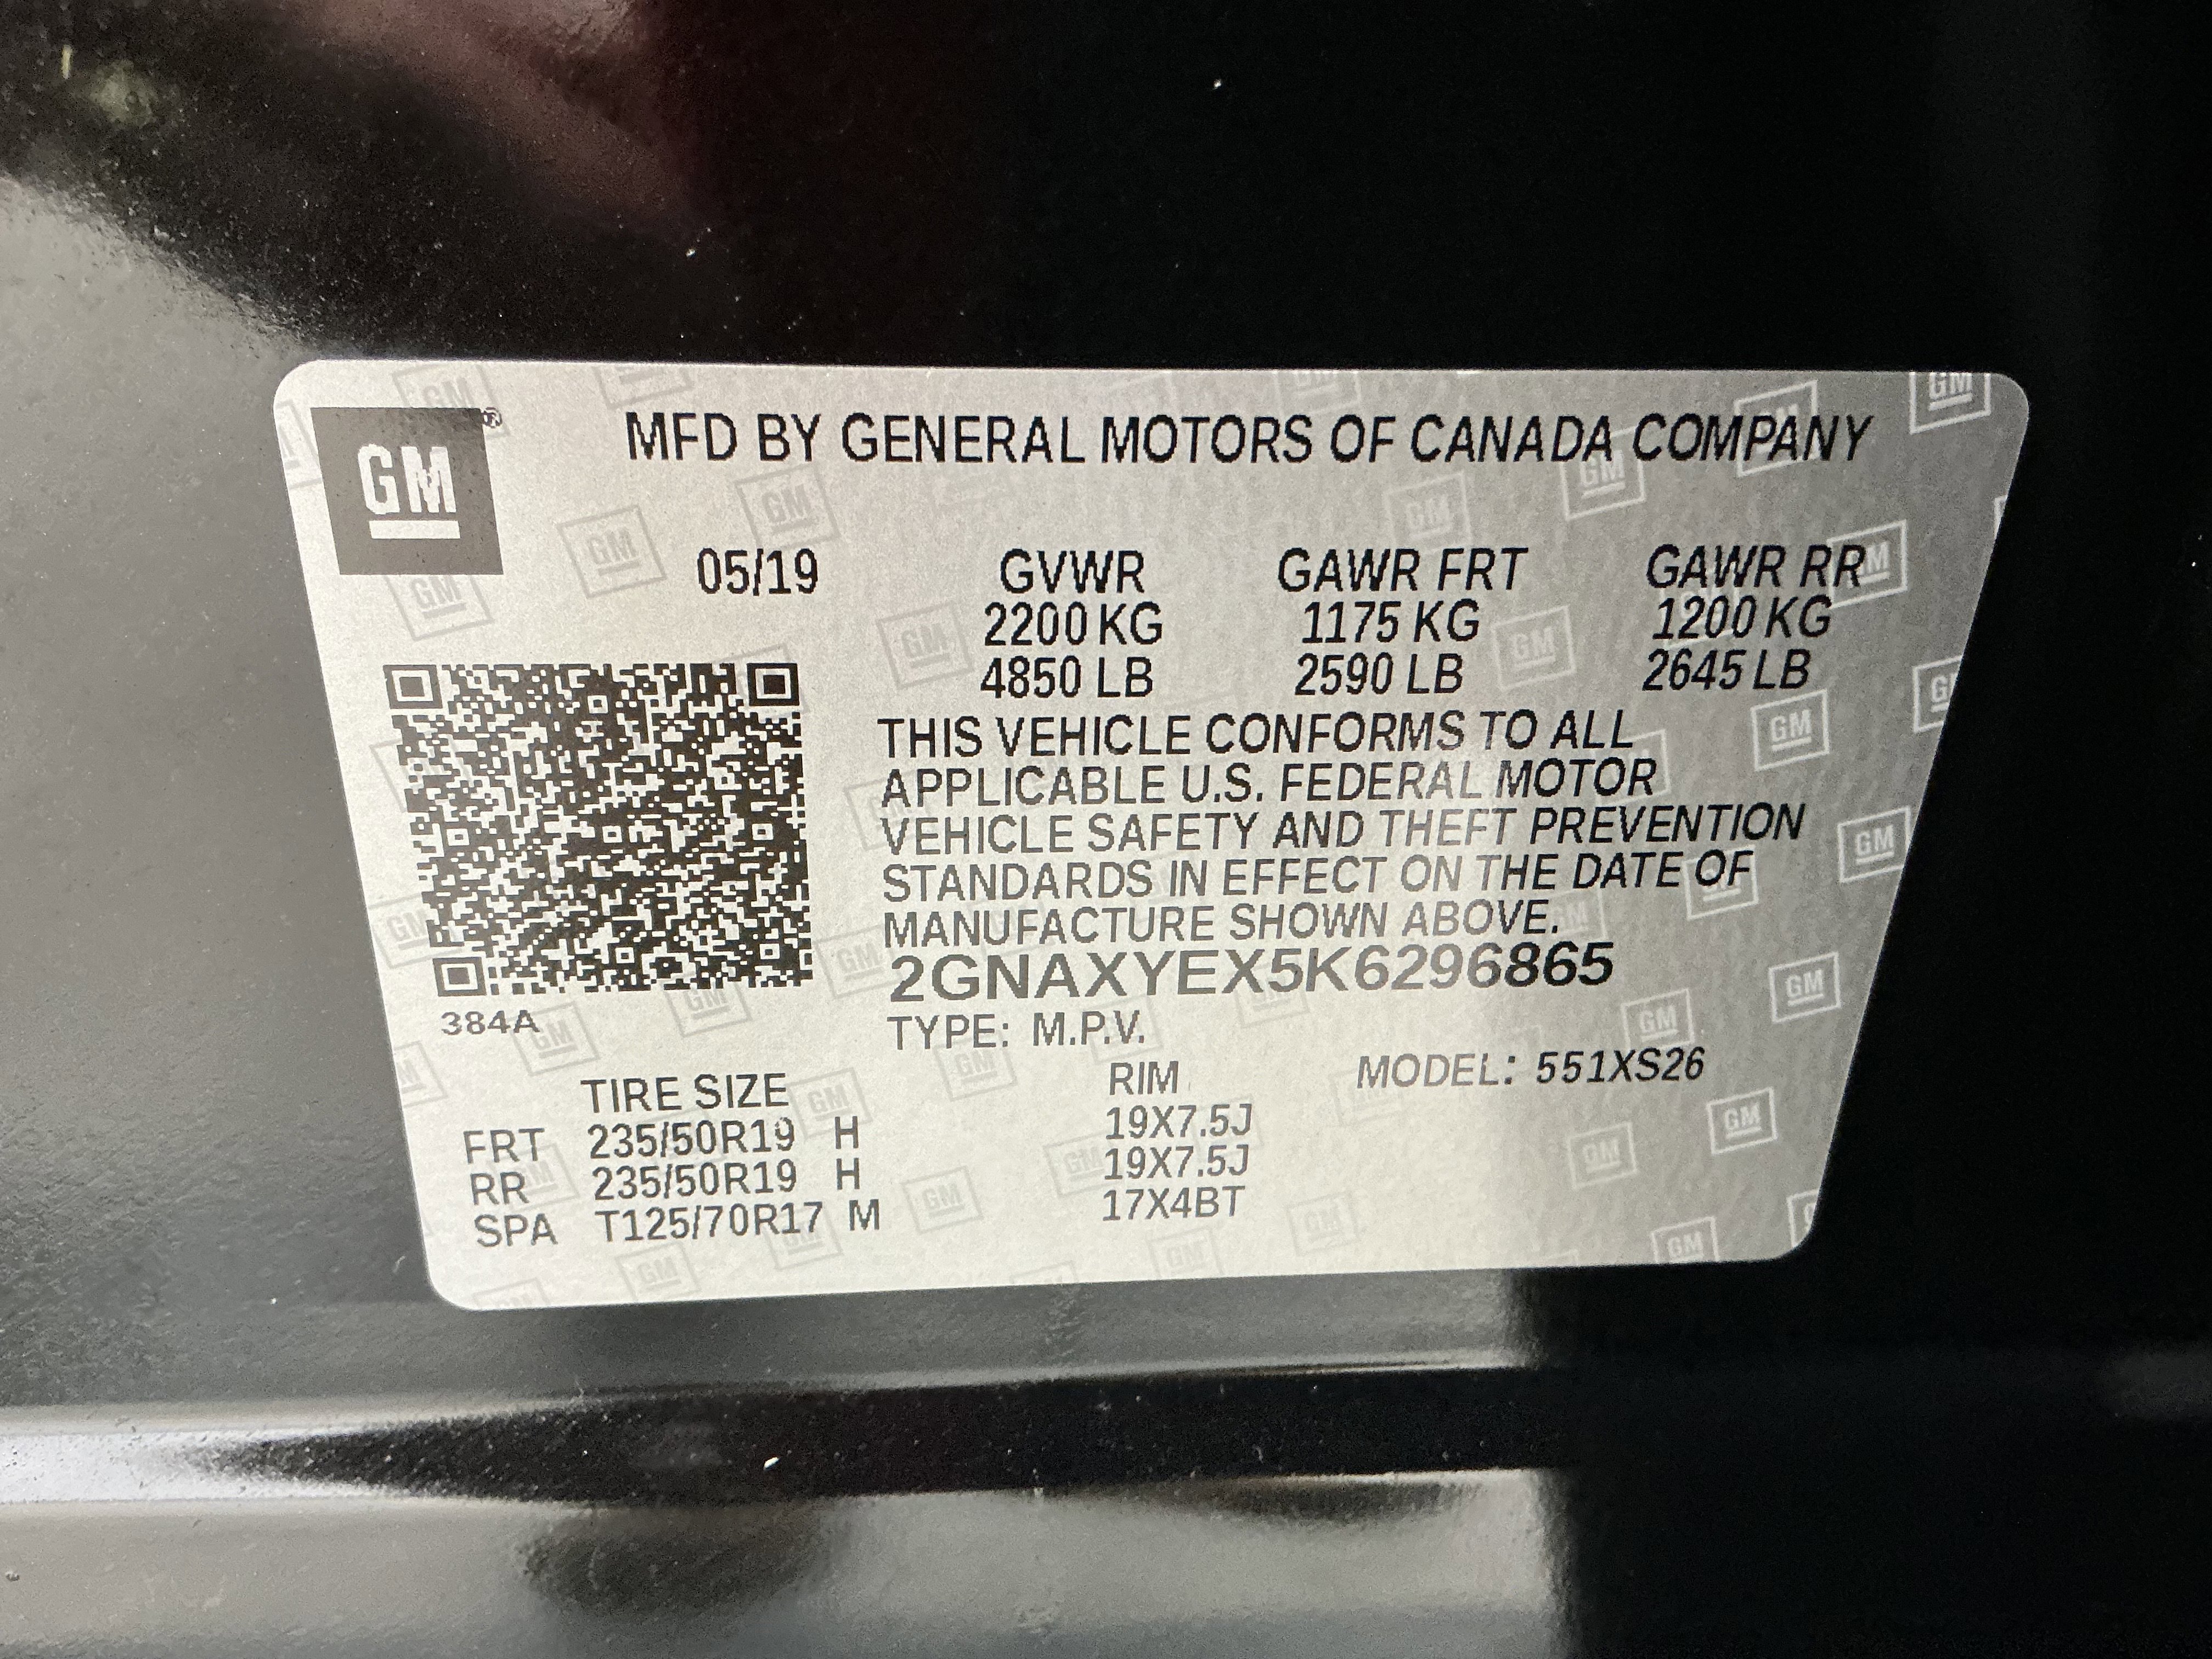 GM ®
MFD BY GENERAL MOTORS OF CANADA COMPANY
05/19 GVWR GAWR FRT GAWR RR
2200 KG 1175 KG 1200 KG
4850 LB 2590 LB 2645 LB
THIS VEHICLE CONFORMS TO ALL
APPLICABLE U.S. FEDERAL MOTOR
VEHICLE SAFETY AND THEFT PREVENTION
STANDARDS IN EFFECT ON THE DATE OF
MANUFACTURE SHOWN ABOVE.
2GNAXYEX5K6296865
384A
TYPE: M.P.V.
MODEL: 551XS26
TIRE SIZE RIM
FRT 235/50R19 H 19X7.5J
RR 235/50R19 H 19X7.5J
SPA T125/70R17 M 17X4BT